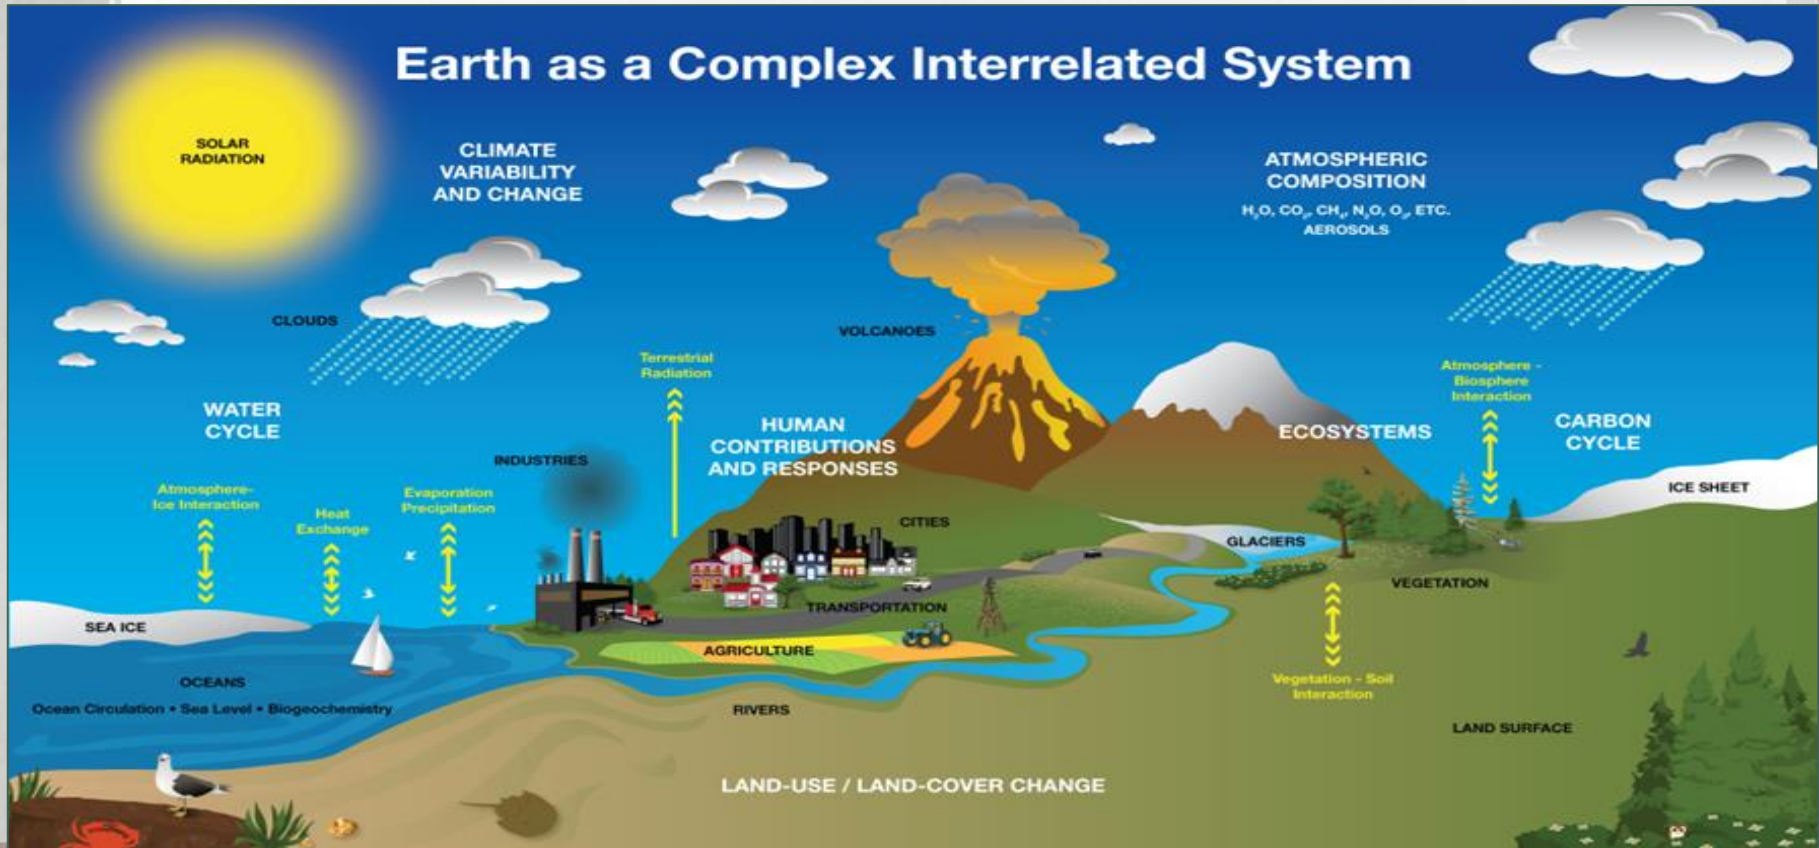 Earth as a Complex Interrelated System
SOLAR
RADIATION
CLIMATE
VARIABILITY
AND CHANGE
ATMOSPHERIC
COMPOSITION
H₂O, CO₂, CH₄, N₂O, O₃, ETC.
AEROSOLS
CLOUDS
VOLCANOES
Terrestrial
Radiation
Atmosphere -
Biosphere
Interaction
WATER
CYCLE
HUMAN
CONTRIBUTIONS
AND RESPONSES
ECOSYSTEMS
CARBON
CYCLE
INDUSTRIES
Atmosphere-
Ice Interaction
Heat
Exchange
Evaporation
Precipitation
ICE SHEET
CITIES
GLACIERS
VEGETATION
TRANSPORTATION
SEA ICE
AGRICULTURE
OCEANS
Ocean Circulation • Sea Level • Biogeochemistry
RIVERS
Vegetation - Soil
Interaction
LAND SURFACE
LAND-USE / LAND-COVER CHANGE